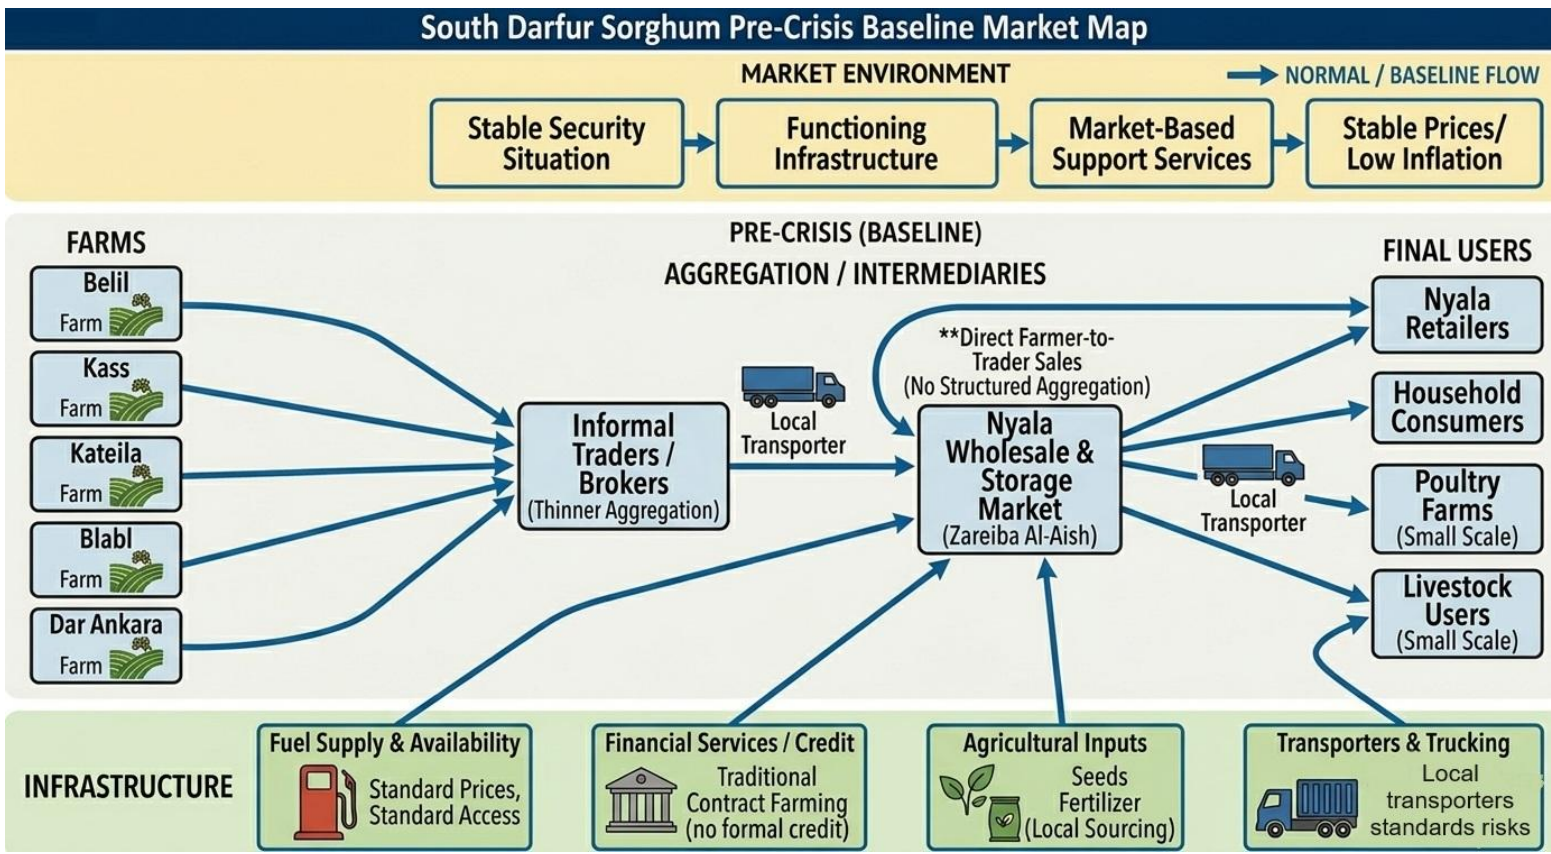 South Darfur Sorghum Pre-Crisis Baseline Market Map
MARKET ENVIRONMENT
NORMAL / BASELINE FLOW
Stable Security
Situation
Functioning
Infrastructure
Market-Based
Support Services
Stable Prices/
Low Inflation
FARMS
PRE-CRISIS (BASELINE)
AGGREGATION / INTERMEDIARIES
FINAL USERS
Belil
Farm
Kass
Farm
Kateila
Farm
Blabl
Farm
Dar Ankara
Farm
Informal
Traders /
Brokers
(Thinner Aggregation)
Local
Transporter
**Direct Farmer-to-
Trader Sales
(No Structured Aggregation)
Nyala
Wholesale &
Storage
Market
(Zareiba Al-Aish)
Local
Transporter
Nyala
Retailers
Household
Consumers
Poultry
Farms
(Small Scale)
Livestock
Users
(Small Scale)
INFRASTRUCTURE
Fuel Supply & Availability
Standard Prices,
Standard Access
Financial Services / Credit
Traditional
Contract Farming
(no formal credit)
Agricultural Inputs
Seeds
Fertilizer
(Local Sourcing)
Transporters & Trucking
Local
transporters
standards risks